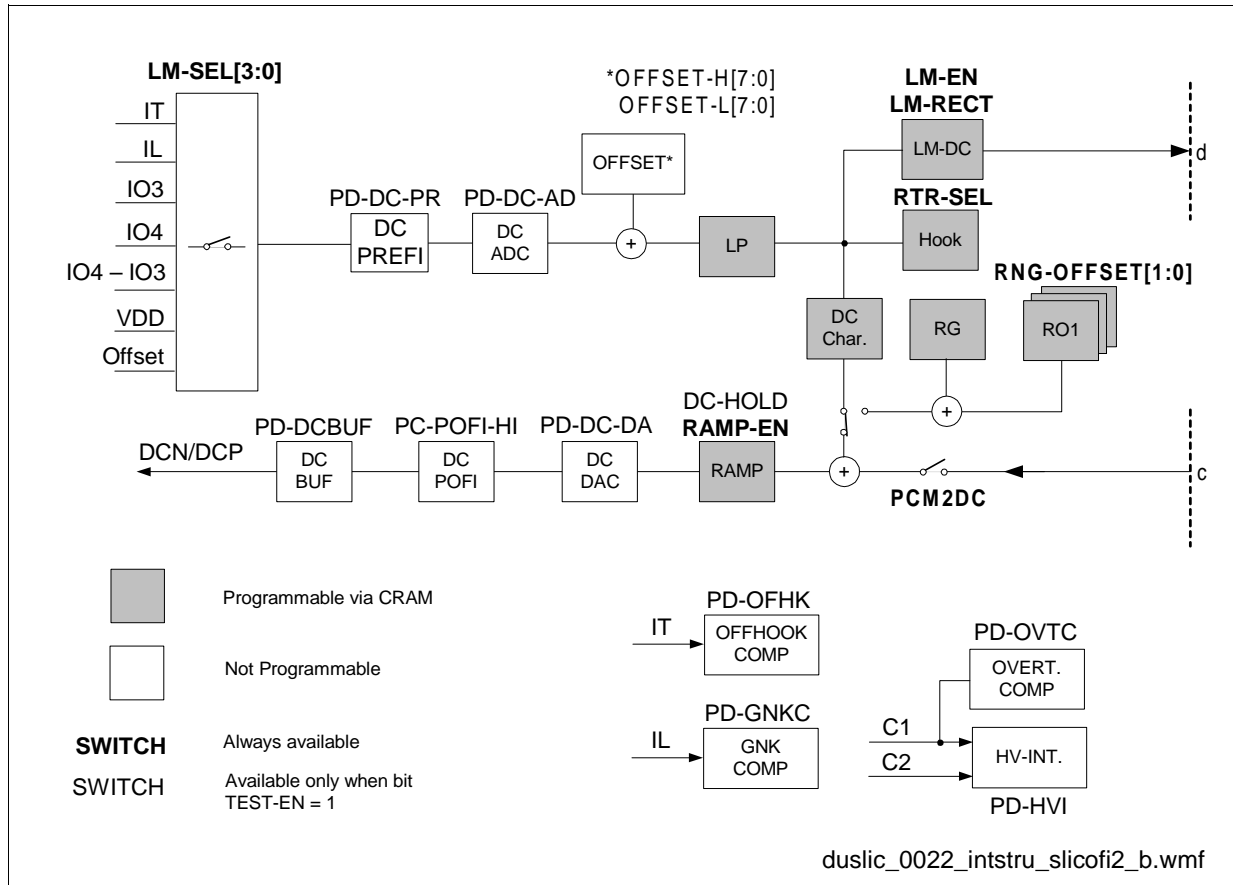 LM-SEL[3:0]
*OFFSET-H[7:0]
OFFSET-L[7:0]
LM-EN
LM-RECT
IT
IL
IO3
IO4
IO4 – IO3
VDD
Offset
OFFSET*
LM-DC
d
PD-DC-PR
PD-DC-AD
RTR-SEL
DC
PREFI
DC
ADC
+
LP
Hook
RNG-OFFSET[1:0]
DC
Char.
RG
RO1
+
DC-HOLD
RAMP-EN
PD-DCBUF
PC-POFI-HI
PD-DC-DA
DCN/DCP
DC
BUF
DC
POFI
DC
DAC
RAMP
+
PCM2DC
c
Programmable via CRAM
Not Programmable
SWITCH
Always available
SWITCH
Available only when bit
TEST-EN = 1
PD-OFHK
IT
OFFHOOK
COMP
PD-GNKC
IL
GNK
COMP
PD-OVTC
OVERT.
COMP
C1
C2
HV-INT.
PD-HVI
duslic_0022_intstru_slicofi2_b.wmf